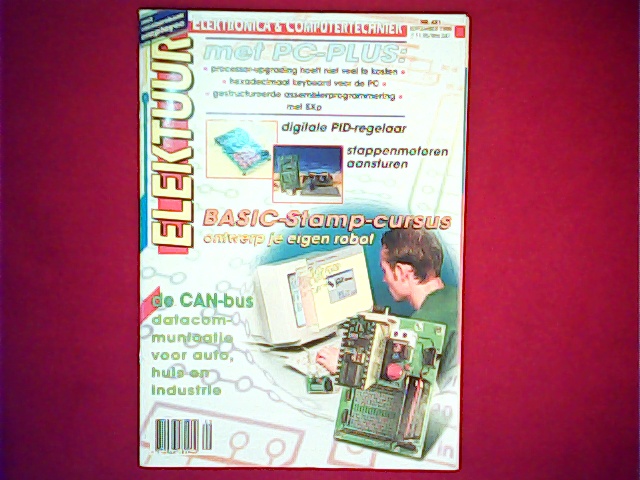 ELEKTRONICA & COMPUTERTECHNIEK
ELEKTUUR
met PC-PLUS:
• processor-upgrading hoeft niet veel te kosten •
• hexadecimaal keyboard voor de PC •
• gestructureerde assemblerprogrammering
met 8Xp
digitale PID-regelaar
stappenmotoren
aansturen
BASIC-Stamp-cursus
ontwerp je eigen robot
de CAN-bus
datacom-
municatie
voor auto,
huis en
industrie